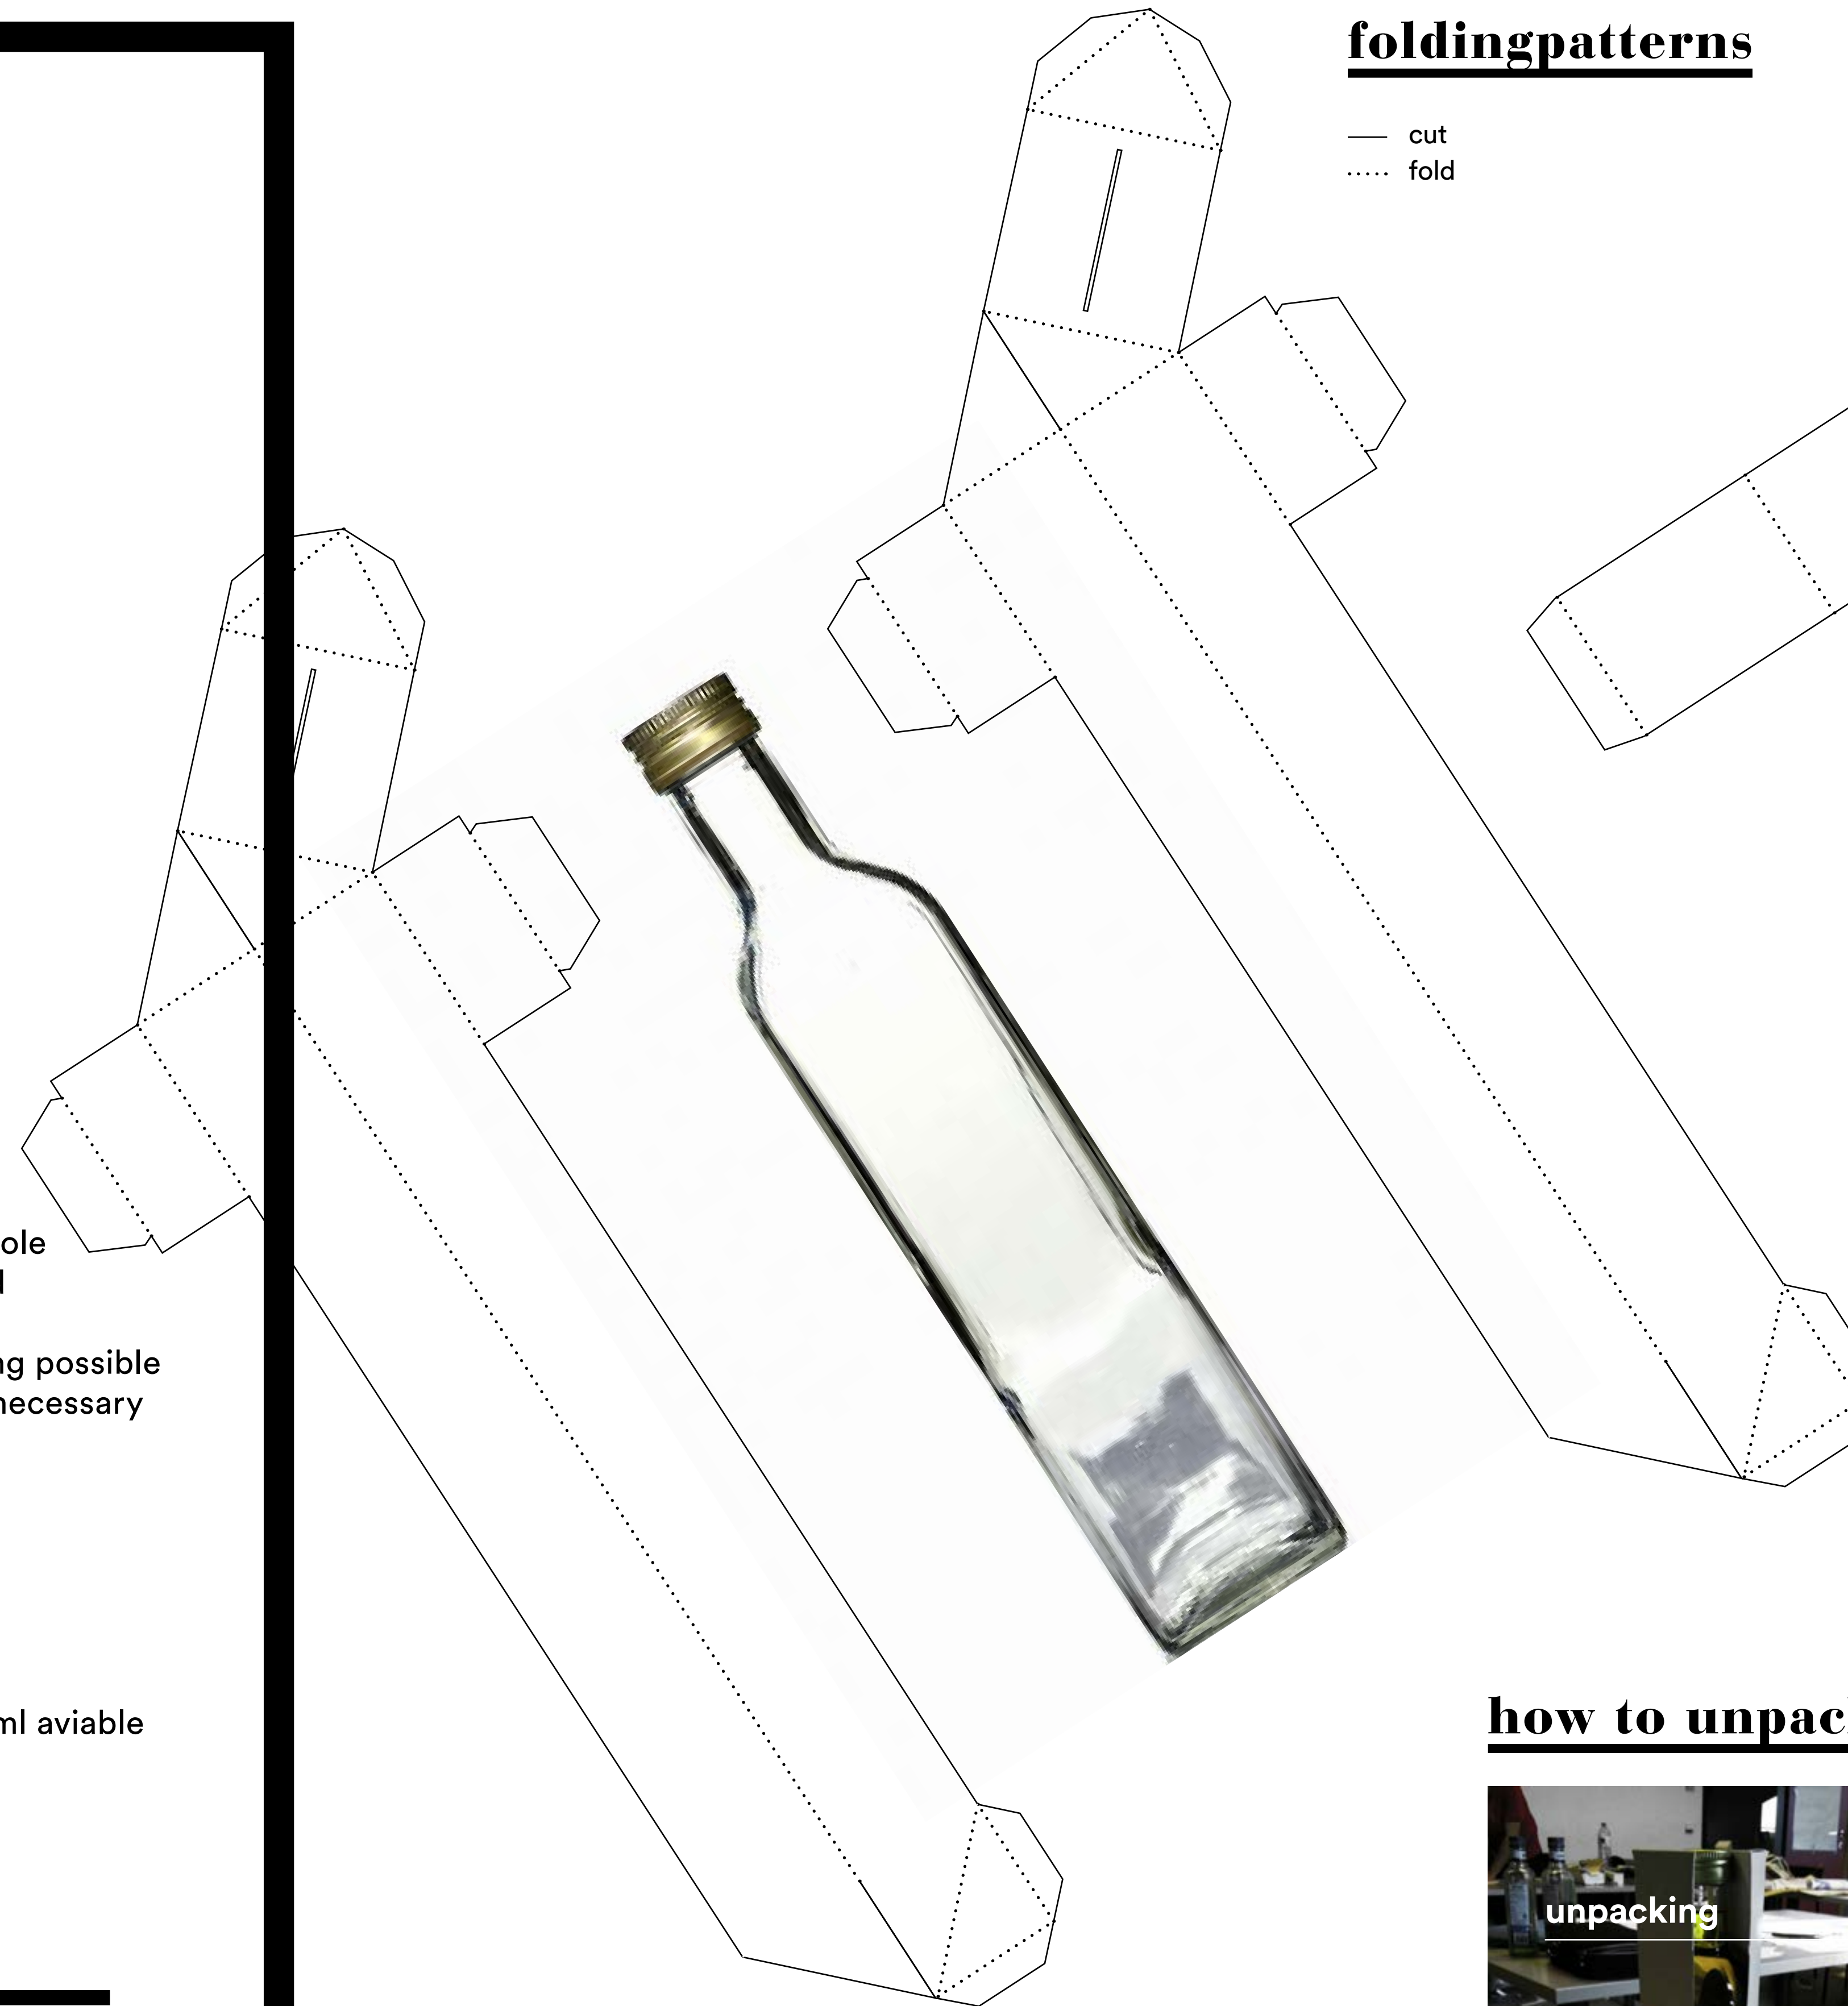 foldingpatterns
cut
fold
ole
ng possible
necessary
ml aviable
how to unpac
unpacking